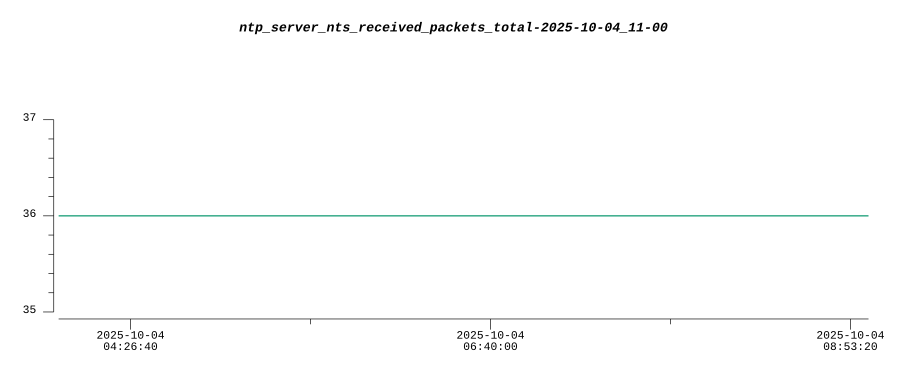 ntp_server_nts_received_packets_total-2025-10-04_11-00
37
36
35
2025-10-04 2025-10-04 2025-10-04
04:26:40 06:40:00 08:53:20